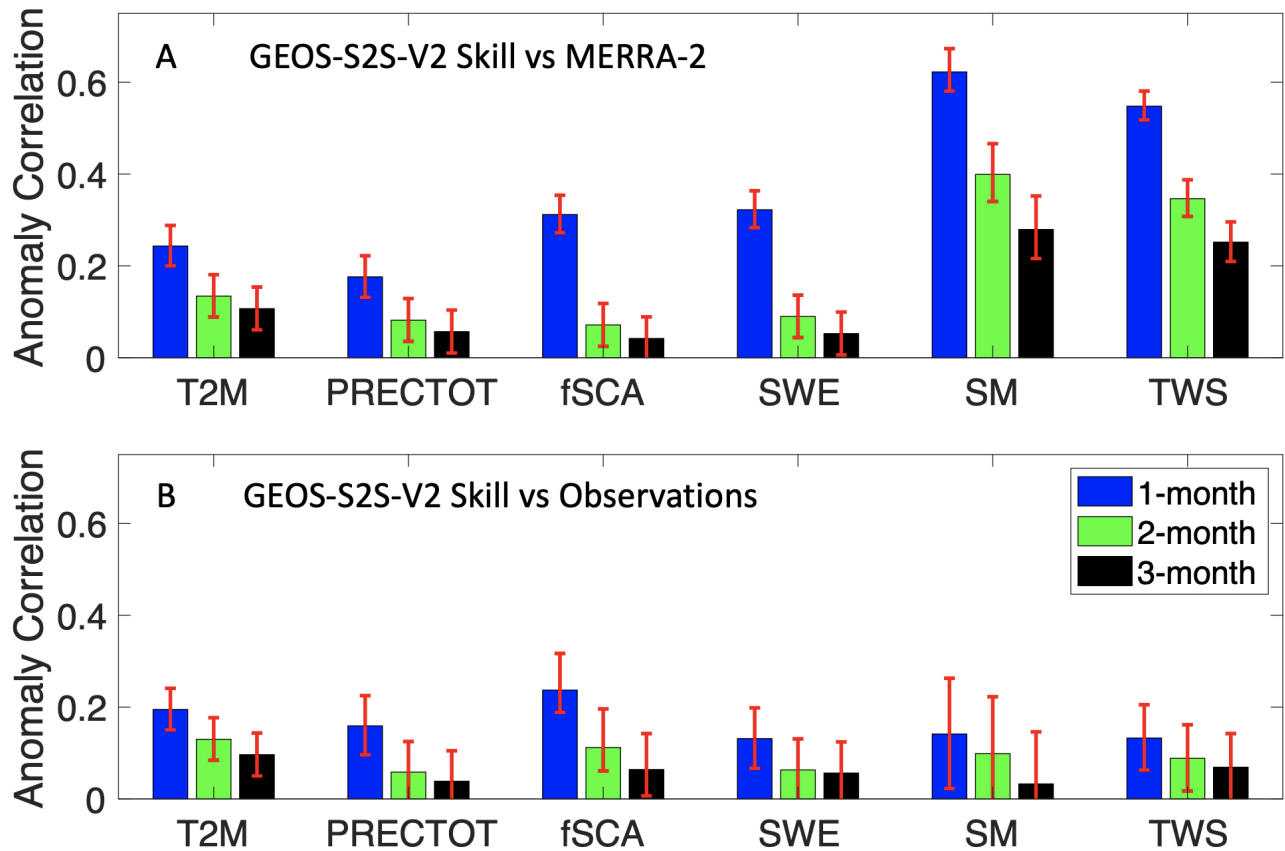 A GEOS-S2S-V2 Skill vs MERRA-2
Anomaly Correlation
0.6
0.4
0.2
0
T2M PRECTOT fSCA SWE SM TWS
B GEOS-S2S-V2 Skill vs Observations
Anomaly Correlation
1-month
2-month
3-month
0.6
0.4
0.2
0
T2M PRECTOT fSCA SWE SM TWS